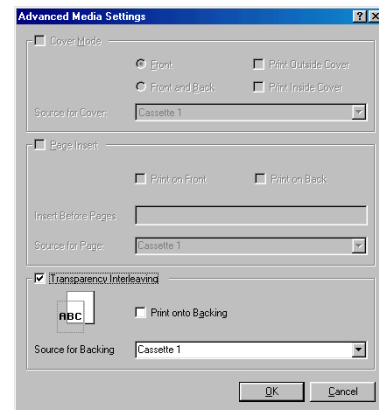 Advanced Media Settings
Cover Mode
Front
Print Outside Cover
Front and Back
Print Inside Cover
Source for Cover:
Cassette 1
Page Insert
Print on Front
Print on Back
Insert Before Pages
Source for Page:
Cassette 1
Transparency Interleaving
ABC
Print onto Backing
Source for Backing
Cassette 1
OK
Cancel